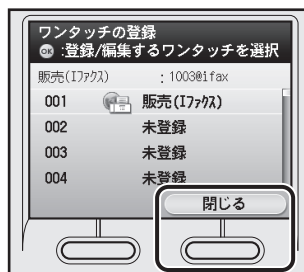 ワンタッチの登録
OK :登録/編集するワンタッチを選択
販売(Iファクス) : 1003@ifax
001 販売(Iファクス)
002 未登録
003 未登録
004 未登録
閉じる